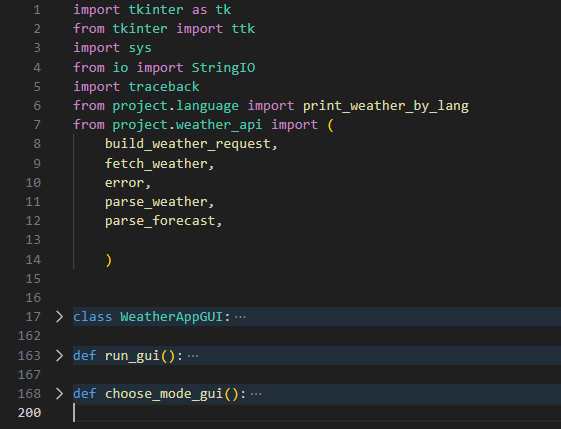 1 import tkinter as tk
2 from tkinter import ttk
3 import sys
4 from io import StringIO
5 import traceback
6 from project.language import print_weather_by_lang
7 from project.weather_api import (
8     build_weather_request,
9     fetch_weather,
10     error,
11     parse_weather,
12     parse_forecast,
13
14     )
15
16
17 > class WeatherAppGUI: ···
162
163 > def run_gui(): ···
167
168 > def choose_mode_gui(): ···
200